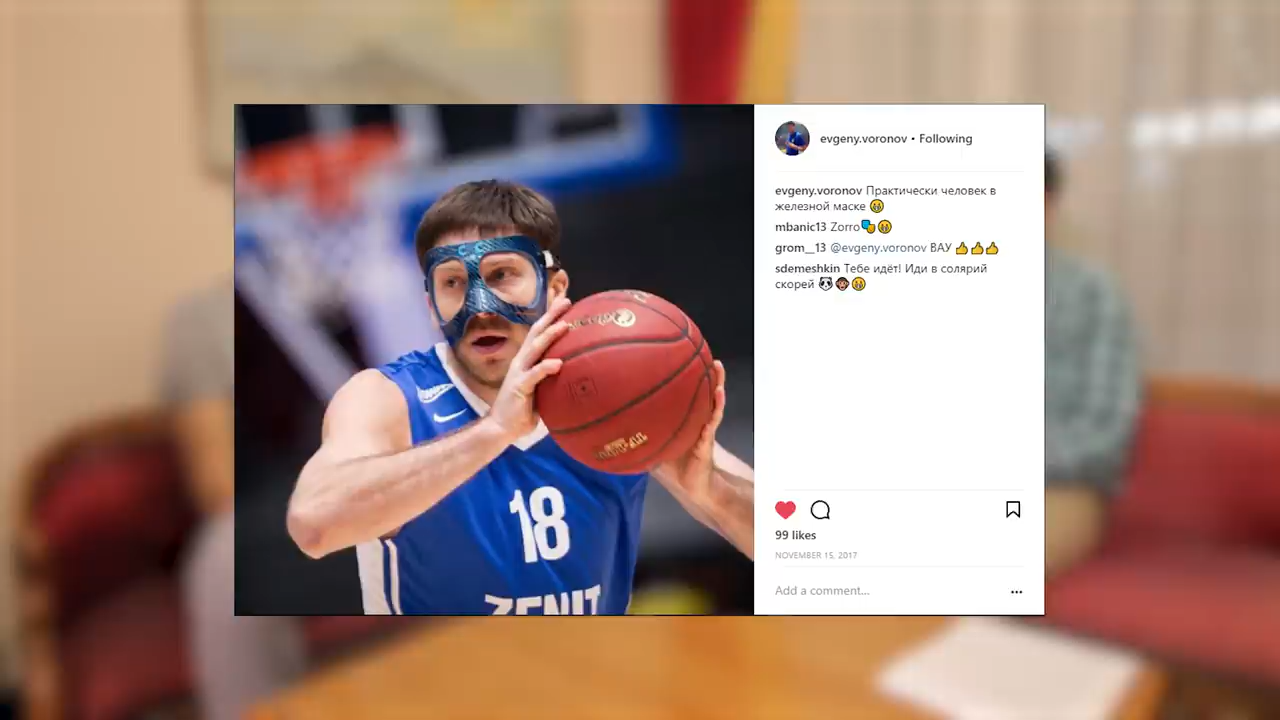 18
ZENIT
evgeny.voronov • Following
evgeny.voronov Практически человек в
железной маске
mbanic13 Zorro
grom__13 @evgeny.voronov ВАУ
sdemeshkin Тебе идёт! Иди в солярий
скорей
99 likes
NOVEMBER 15, 2017
Add a comment...